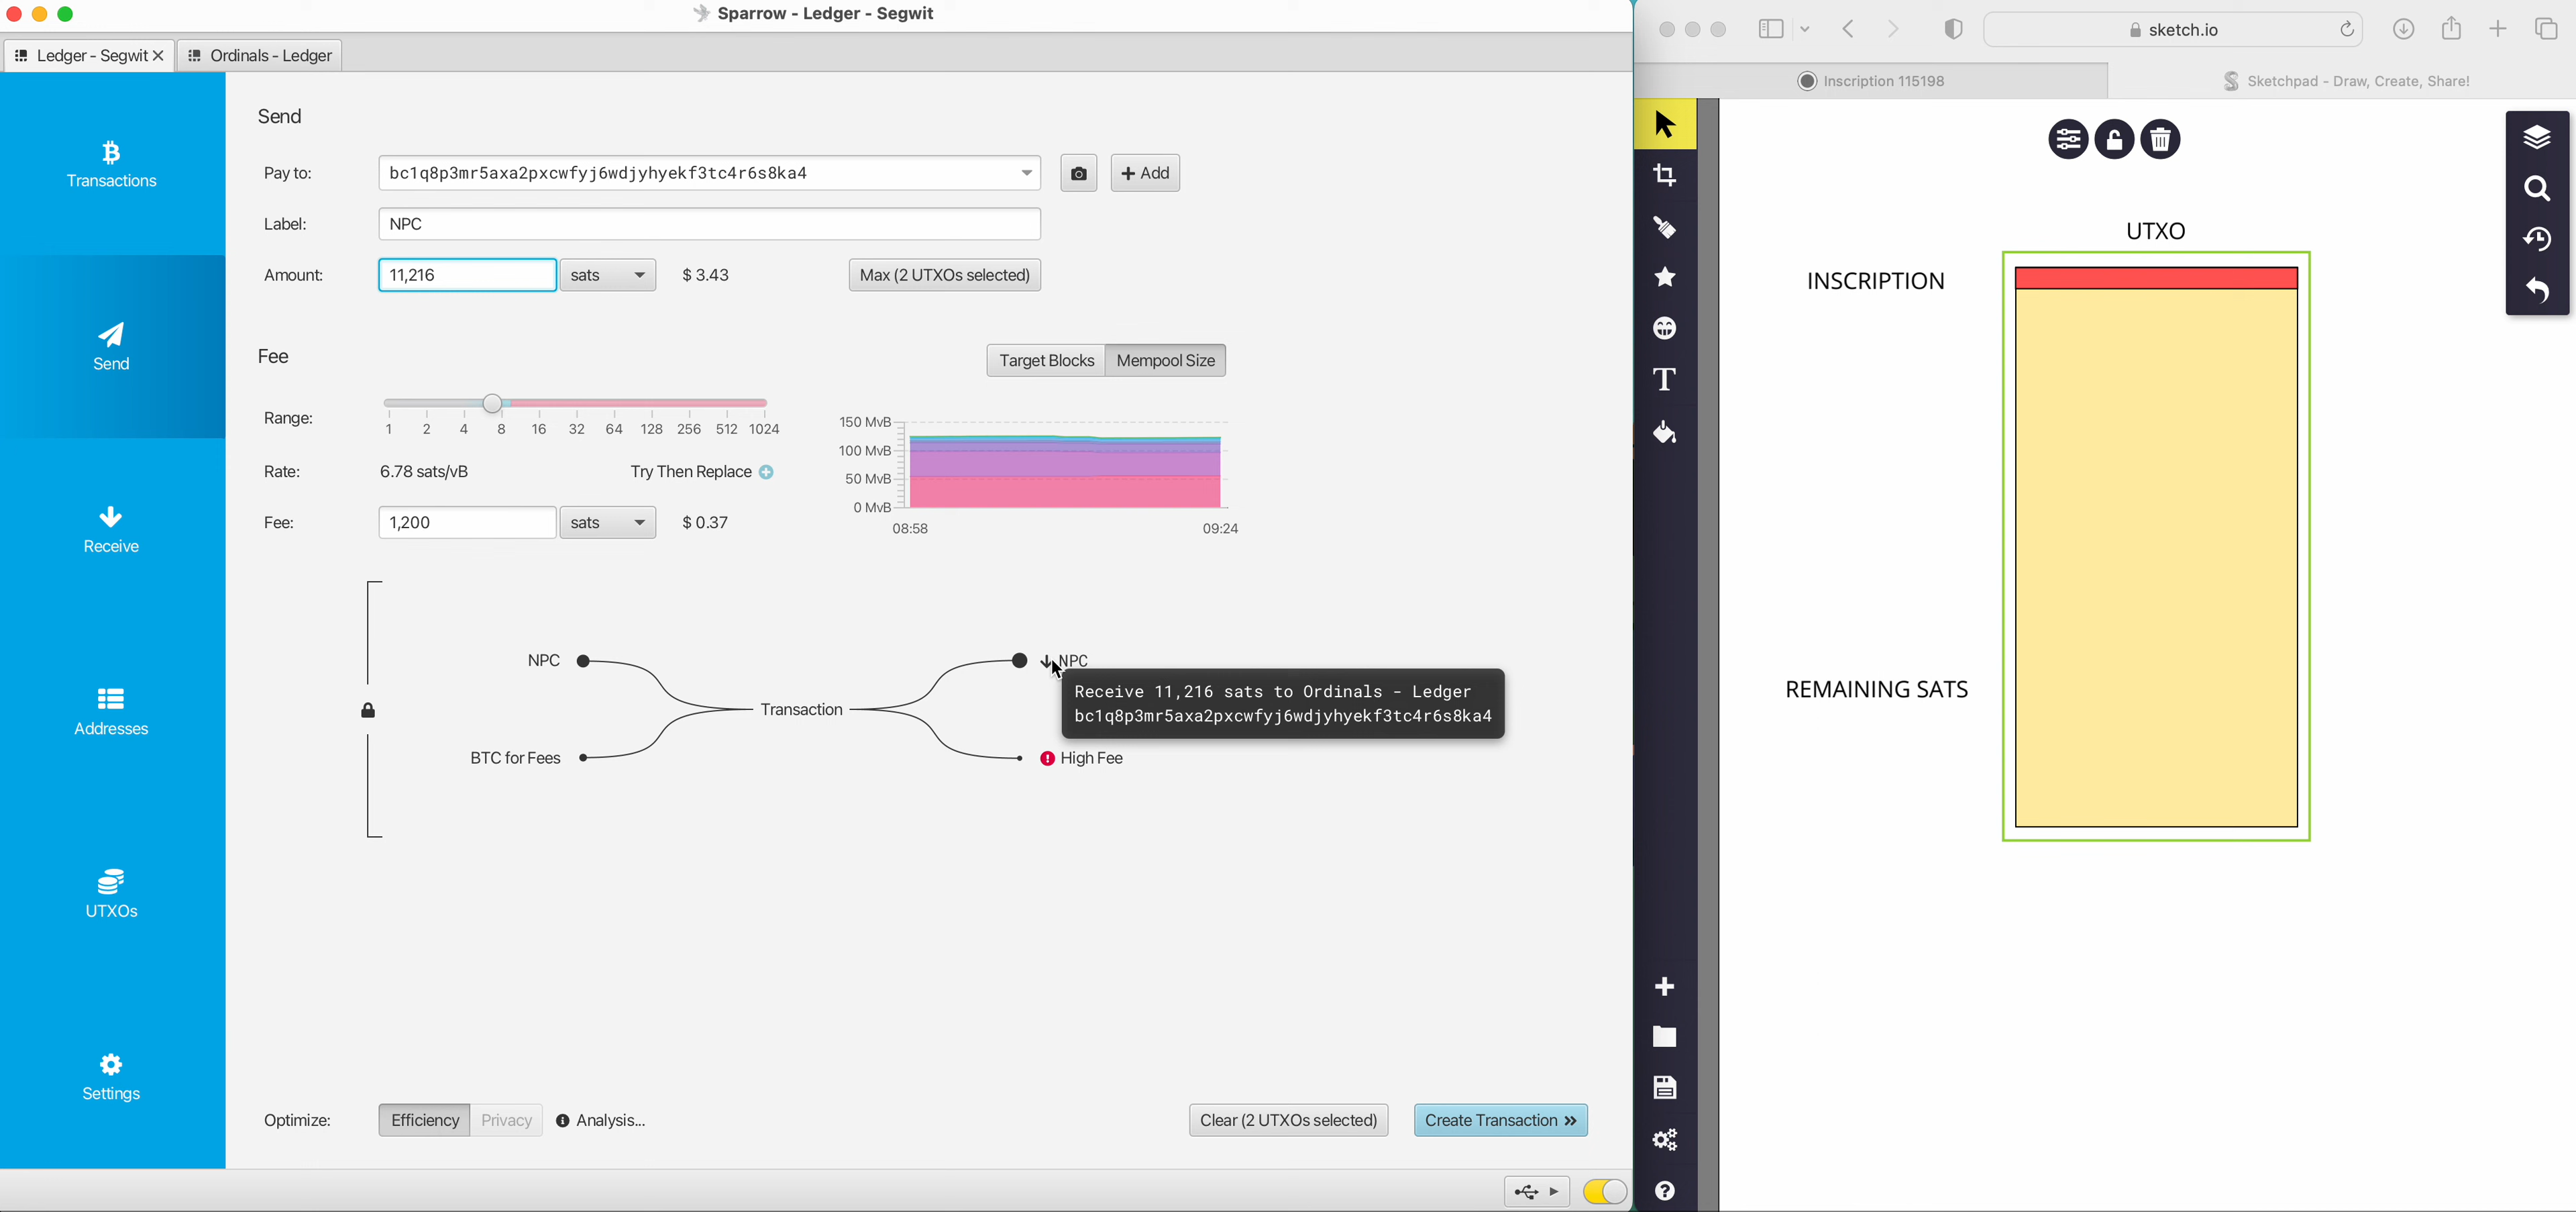 Sparrow - Ledger - Segwit
Ledger - Segwit
Ordinals - Ledger
Transactions
Send
Receive
Addresses
UTXOs
Settings
Send
Pay to:
bc1q8p3mr5axa2pxcwfyj6wdjyhyekf3tc4r6s8ka4
+ Add
Label:
NPC
Amount:
11,216
sats
$ 3.43
Max (2 UTXOs selected)
Fee
Target Blocks
Mempool Size
Range:
1 2 4 8 16 32 64 128 256 512 1024
Rate:
6.78 sats/vB
Try Then Replace
Fee:
1,200
sats
$ 0.37
150 MvB
100 MvB
50 MvB
0 MvB
08:58
09:24
NPC
BTC for Fees
Transaction
NPC
Receive 11,216 sats to Ordinals - Ledger
bc1q8p3mr5axa2pxcwfyj6wdjyhyekf3tc4r6s8ka4
High Fee
Optimize:
Efficiency
Privacy
Analysis...
Clear (2 UTXOs selected)
Create Transaction »
sketch.io
Inscription 115198
Sketchpad - Draw, Create, Share!
UTXO
INSCRIPTION
REMAINING SATS